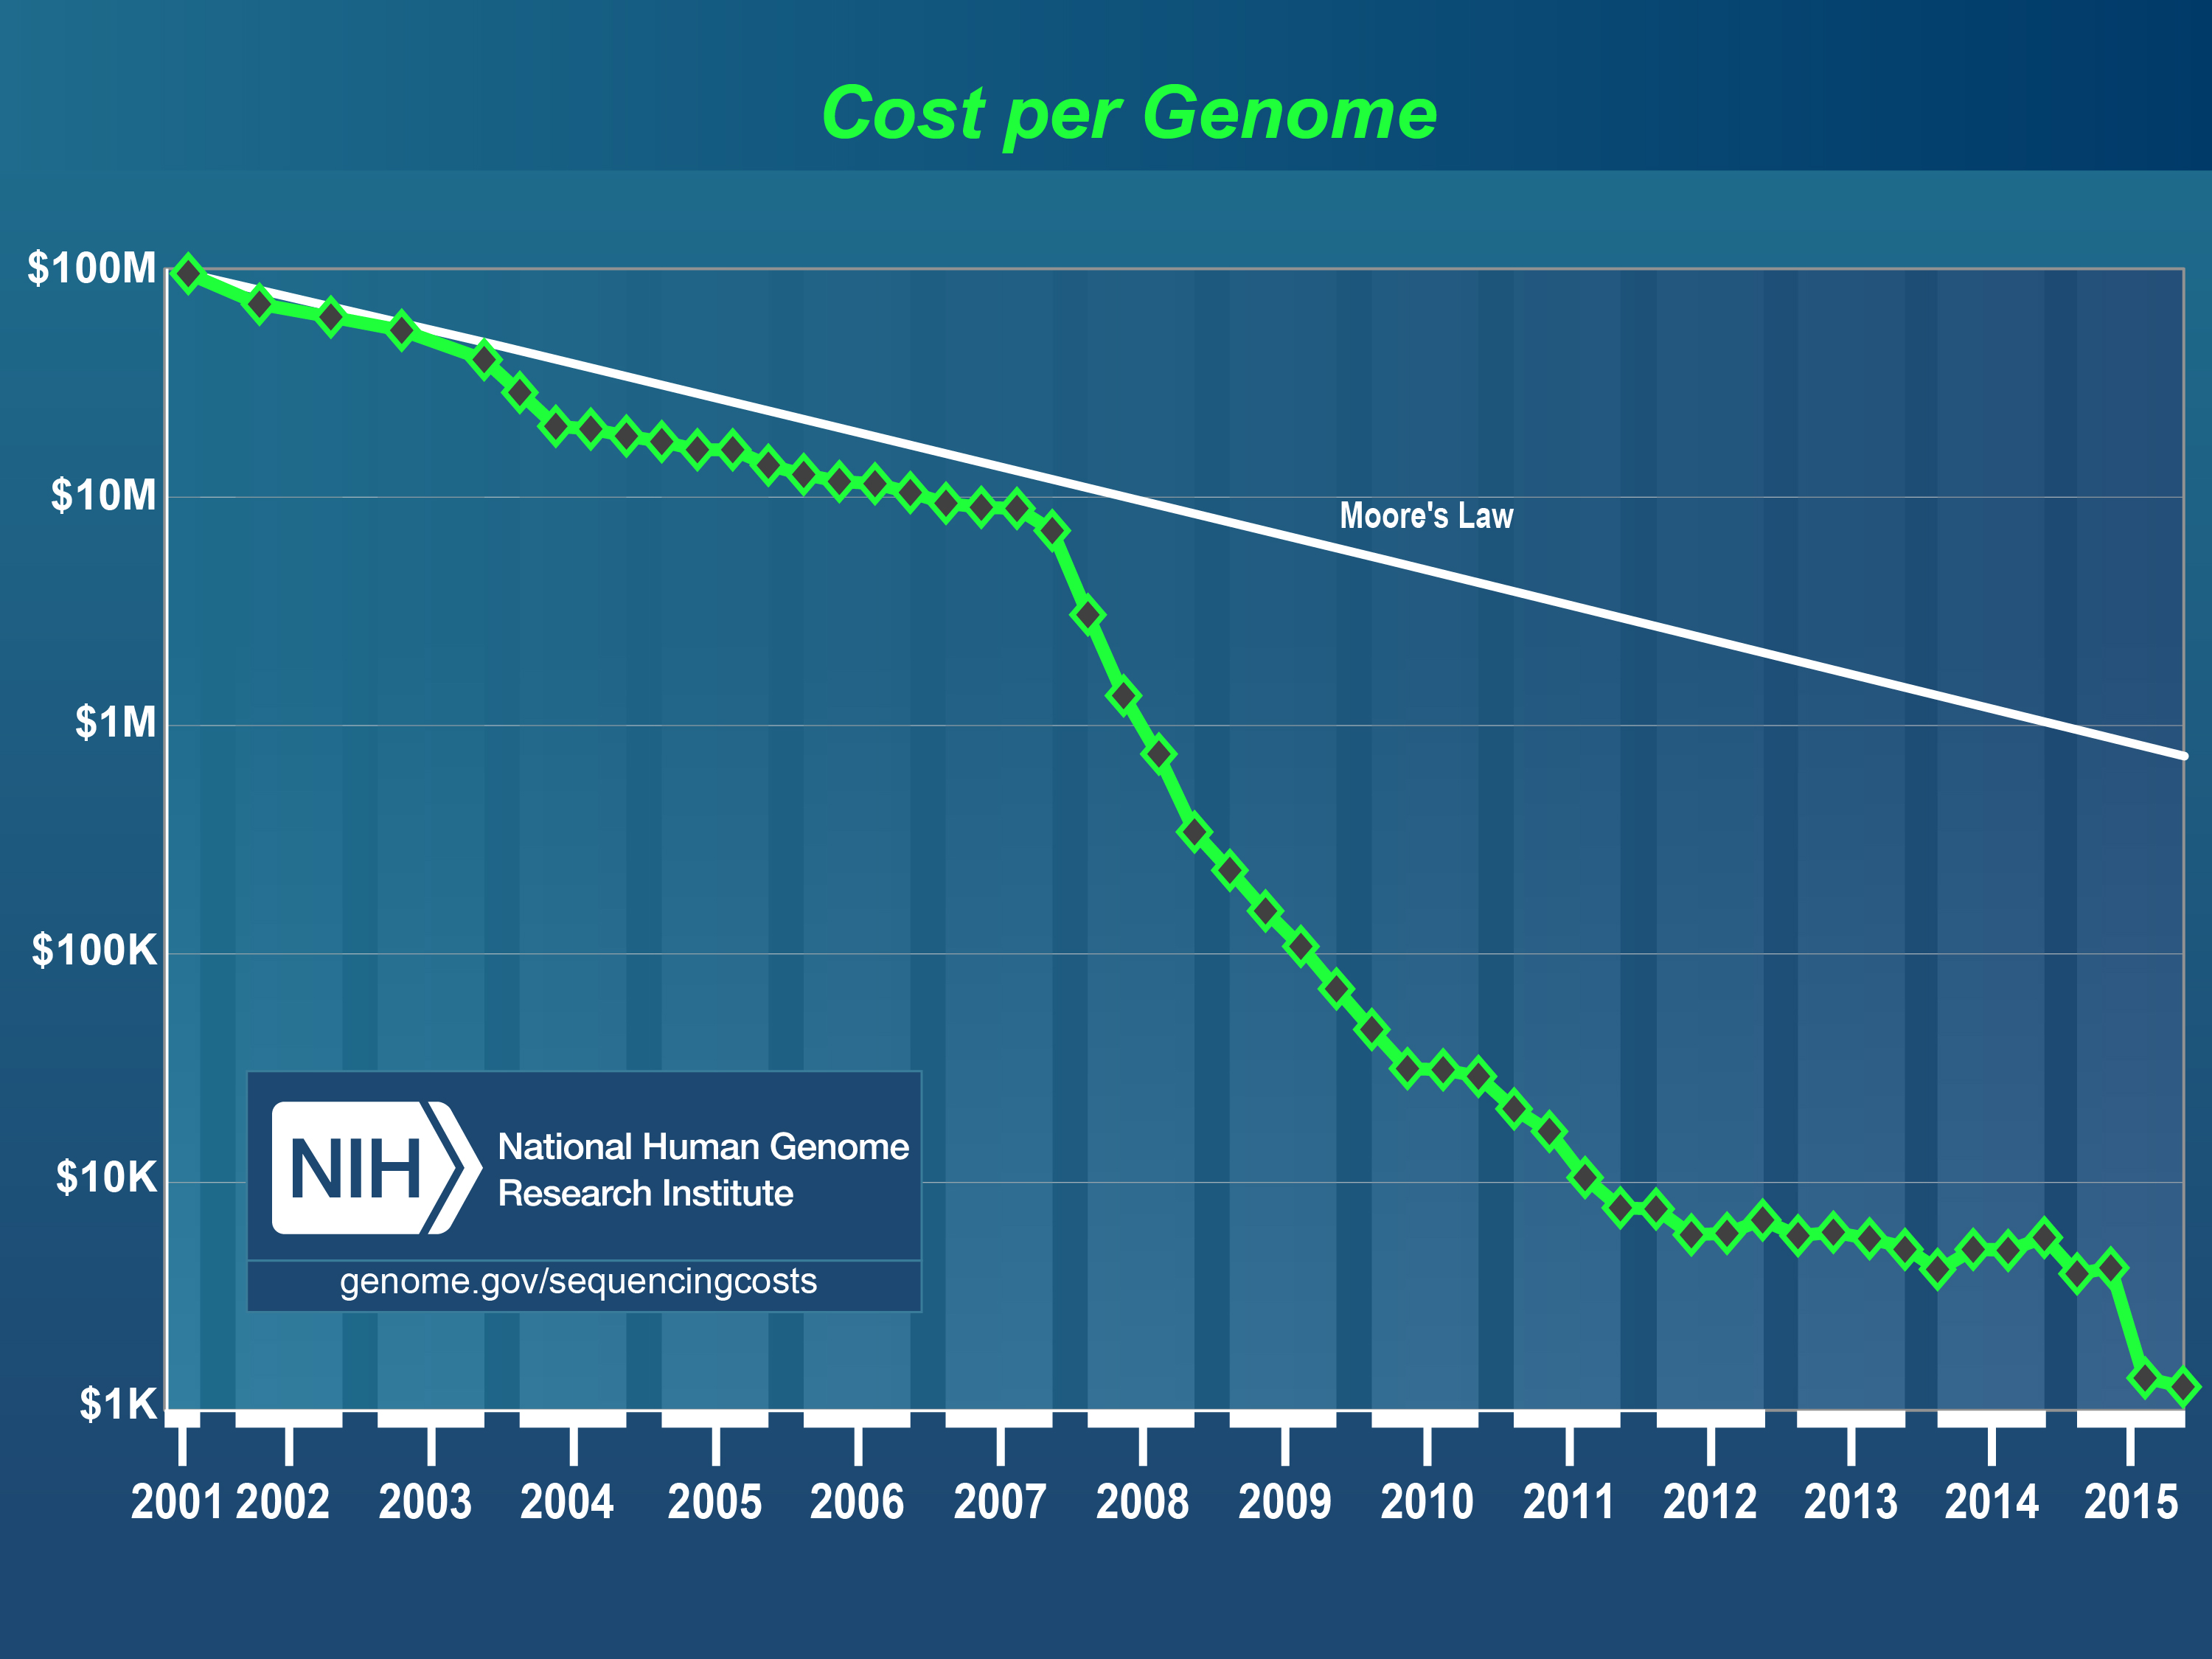 Cost per Genome
$100M
$10M
Moore's Law
$1M
$100K
$10K
NIH
National Human Genome
Research Institute
genome.gov/sequencingcosts
$1K
2001 2002 2003 2004 2005 2006 2007 2008 2009 2010 2011 2012 2013 2014 2015